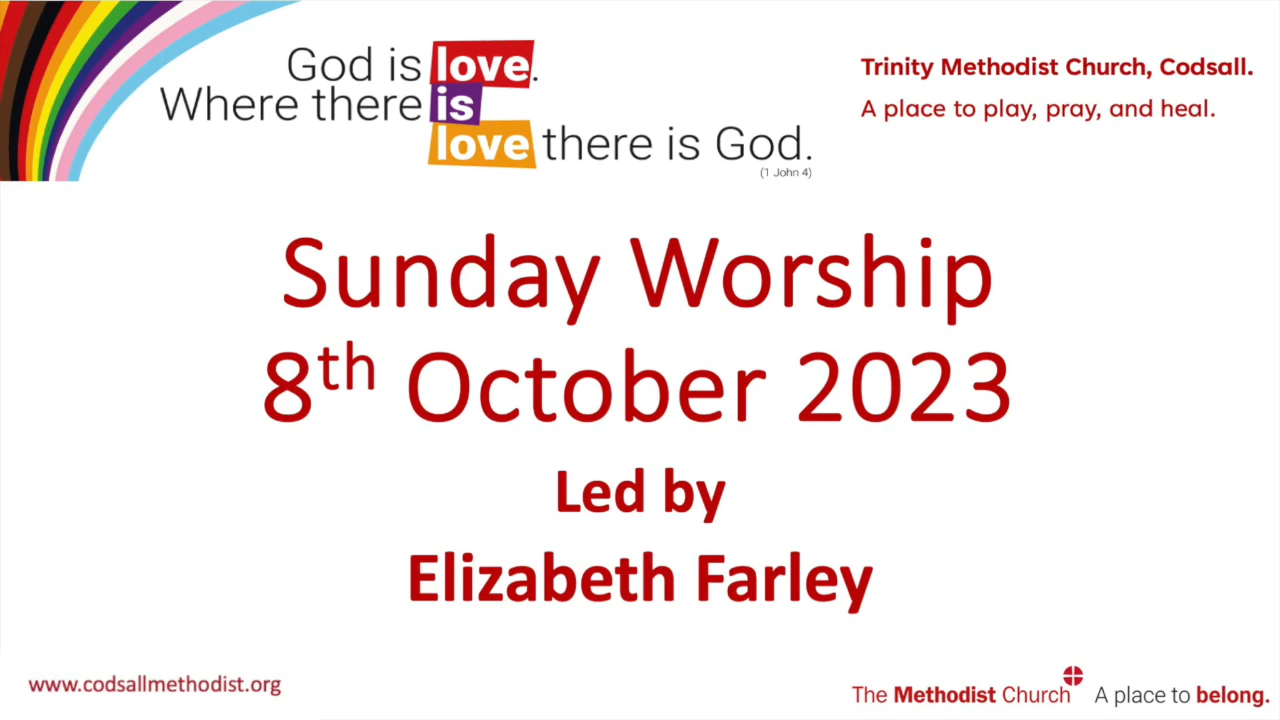 God is love.
Where there is
love there is God.
(1 John 4)
Trinity Methodist Church, Codsall.
A place to play, pray, and heal.
Sunday Worship
8th October 2023
Led by
Elizabeth Farley
www.codsallmethodist.org
The Methodist Church A place to belong.